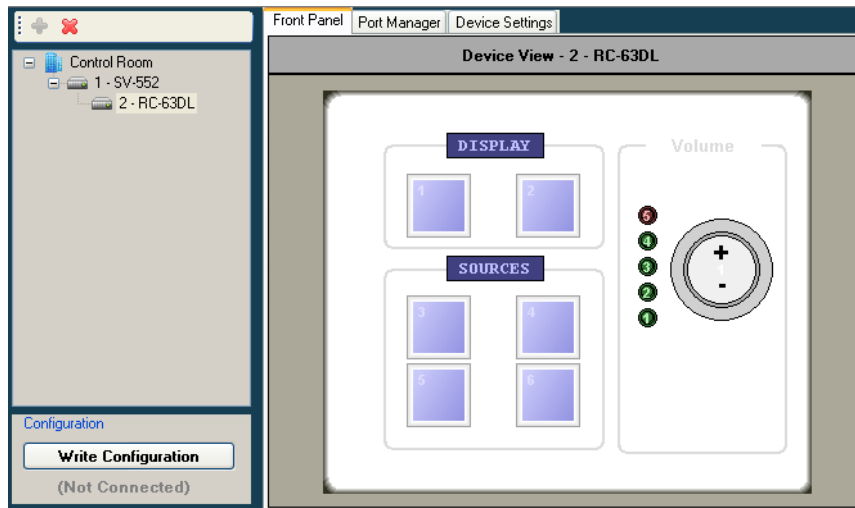 Front Panel
Port Manager
Device Settings
Device View - 2 - RC-63DL
Control Room
1 - SV-552
2 - RC-63DL
DISPLAY
1
2
SOURCES
3
4
5
6
Volume
5
4
3
2
1
+
1
-
Configuration
Write Configuration
(Not Connected)